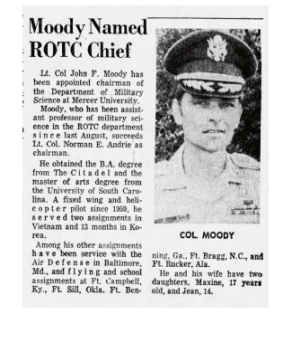 Moody Named
ROTC Chief
Lt. Col John F. Moody has
been appointed chairman of
the Department of Military
Science at Mercer University.
Moody, who has been assist-
ant professor of military sci-
ence in the ROTC department
since last August, succeeds
Lt. Col. Norman E. Andrie as
chairman.
He obtained the B.A. degree
from The Citadel and the
master of arts degree from
the University of South Caro-
lina. A fixed wing and heli-
copter pilot since 1959, he
served two assignments in
Vietnam and 13 months in Ko-
rea.
Among his other assignments
have been service with the
Air Defense in Baltimore,
Md., and flying and school
assignments at Ft. Campbell,
Ky., Ft. Sill, Okla. Ft. Ben-
COL MOODY
ning, Ga., Ft. Bragg, N.C., and
Ft. Rucker, Ala.
He and his wife have two
daughters, Maxine, 17 years
old, and Jean, 14.